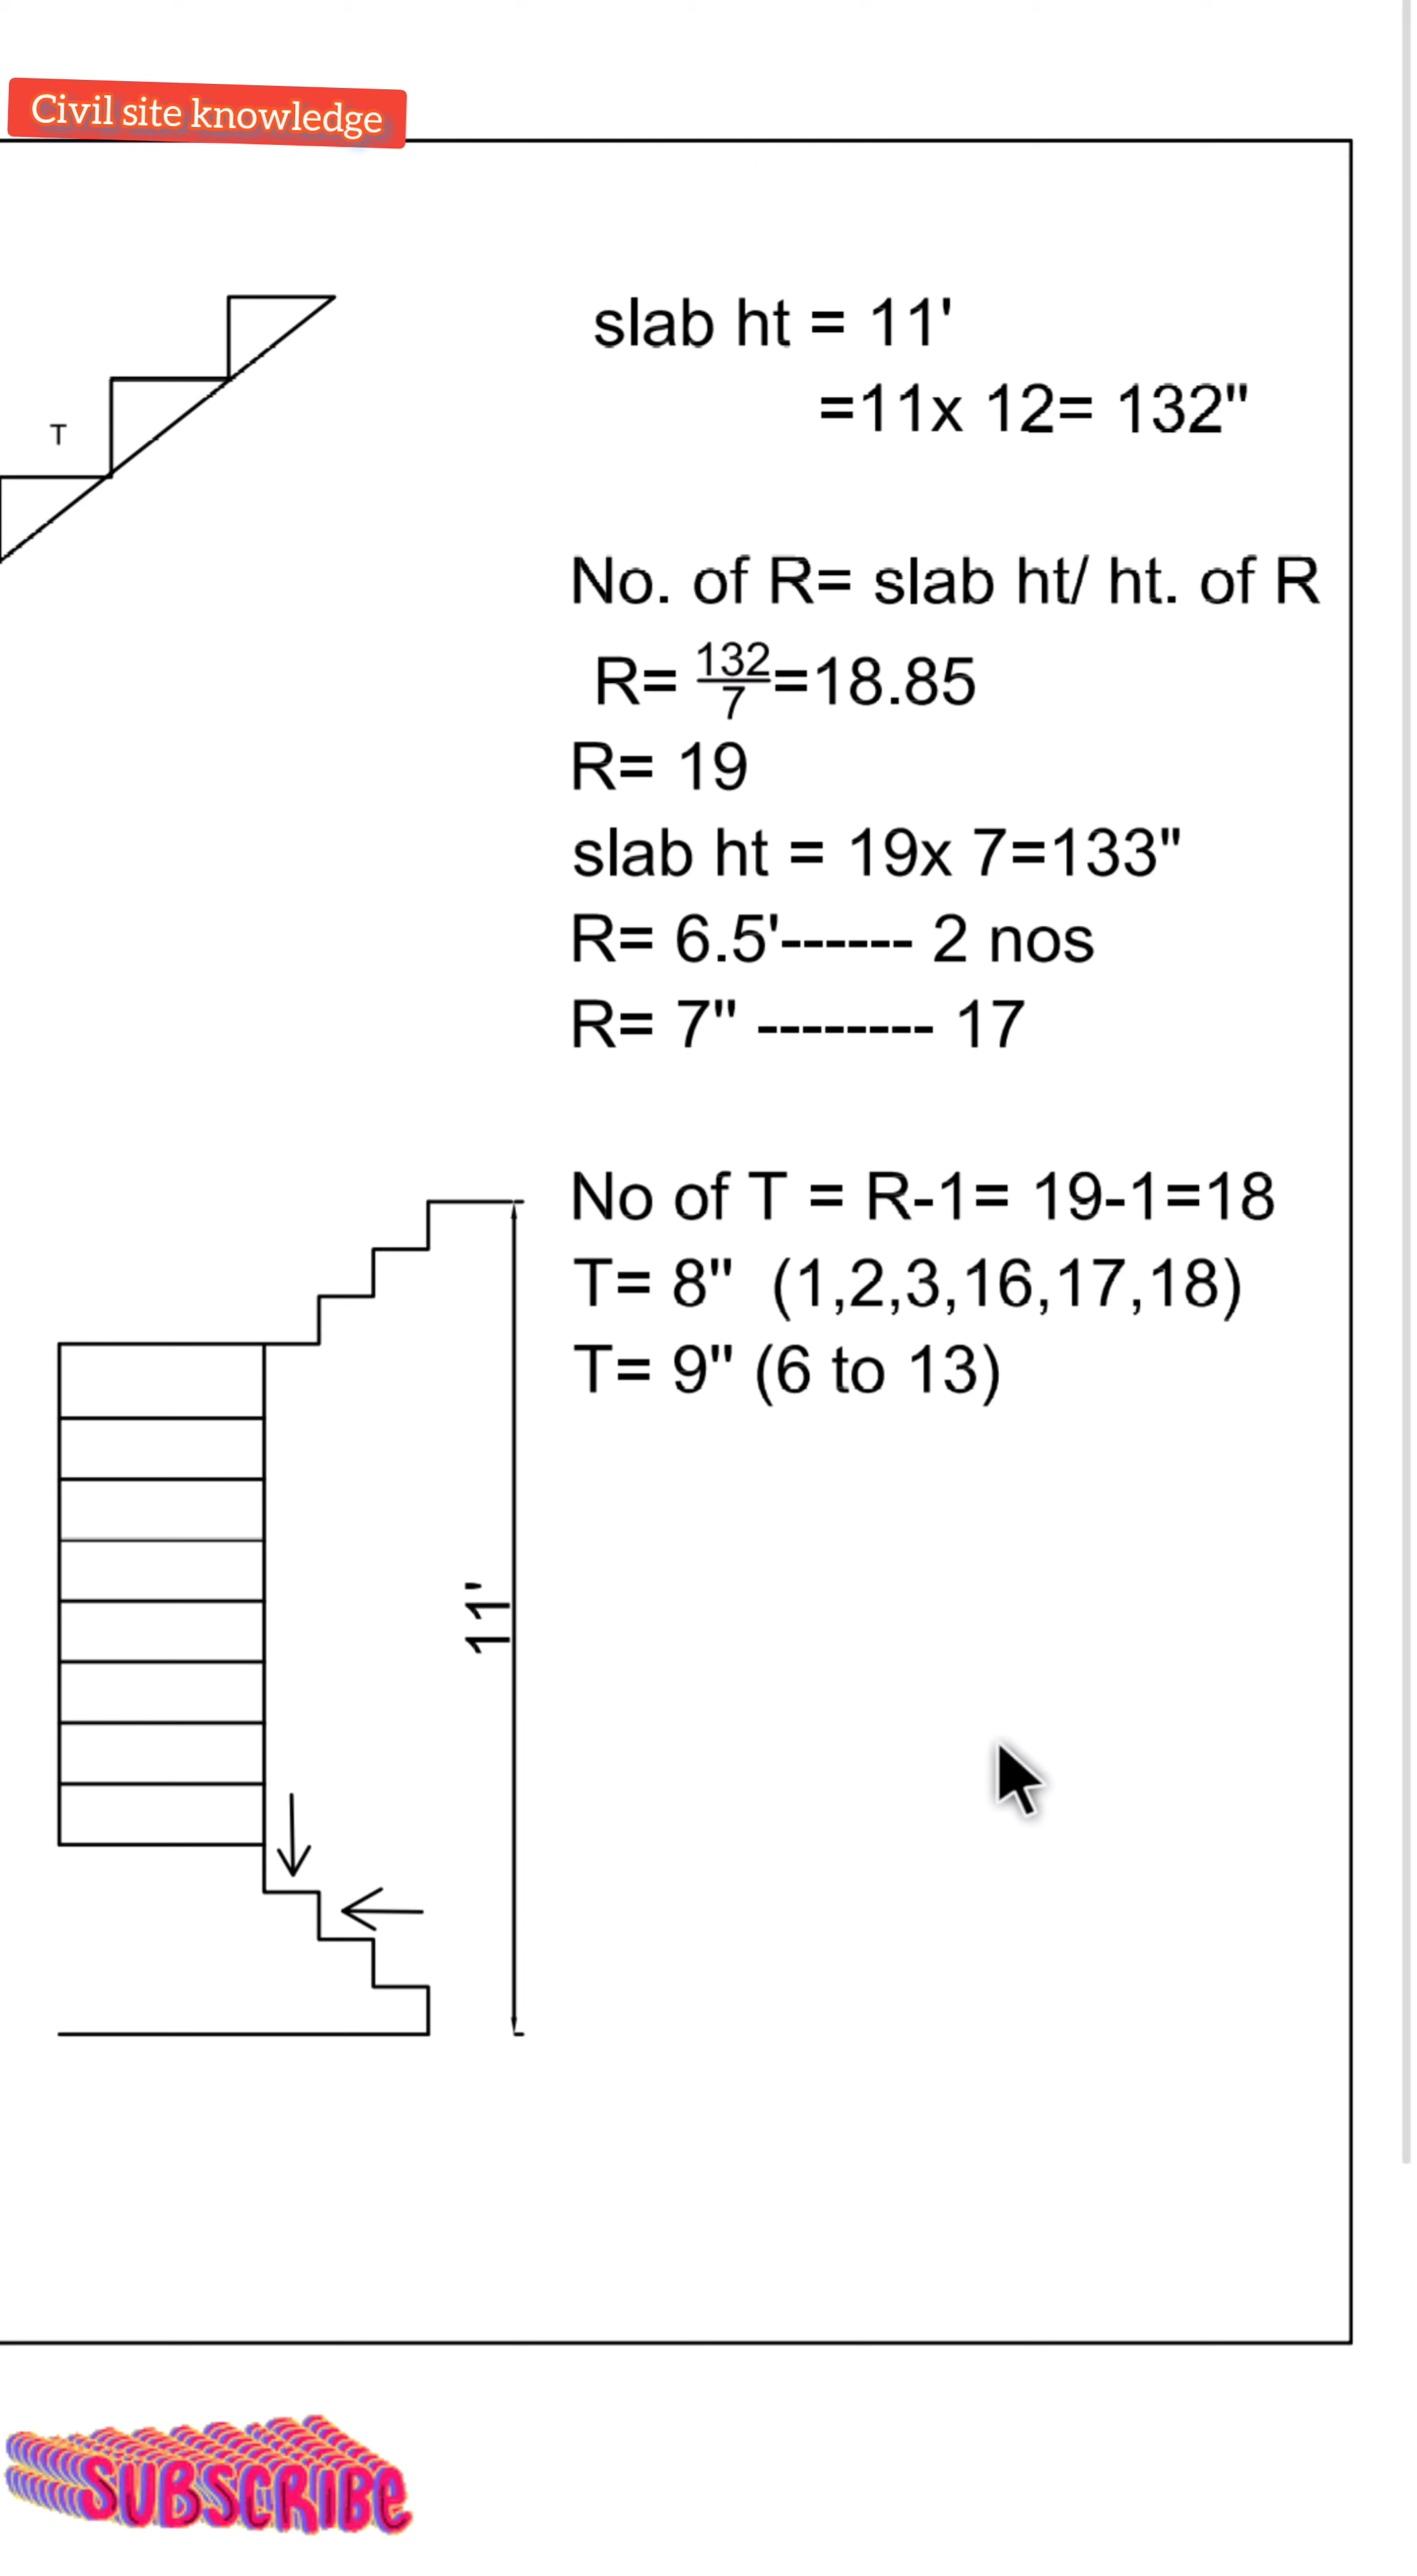 Civil site knowledge
T
slab ht = 11'
=11x 12= 132"
No. of R= slab ht/ ht. of R
R= 132/7=18.85
R= 19
slab ht = 19x 7=133"
R= 6.5'------ 2 nos
R= 7" -------- 17
No of T = R-1= 19-1=18
T= 8" (1,2,3,16,17,18)
T= 9" (6 to 13)
11'
SUBSCRIBe